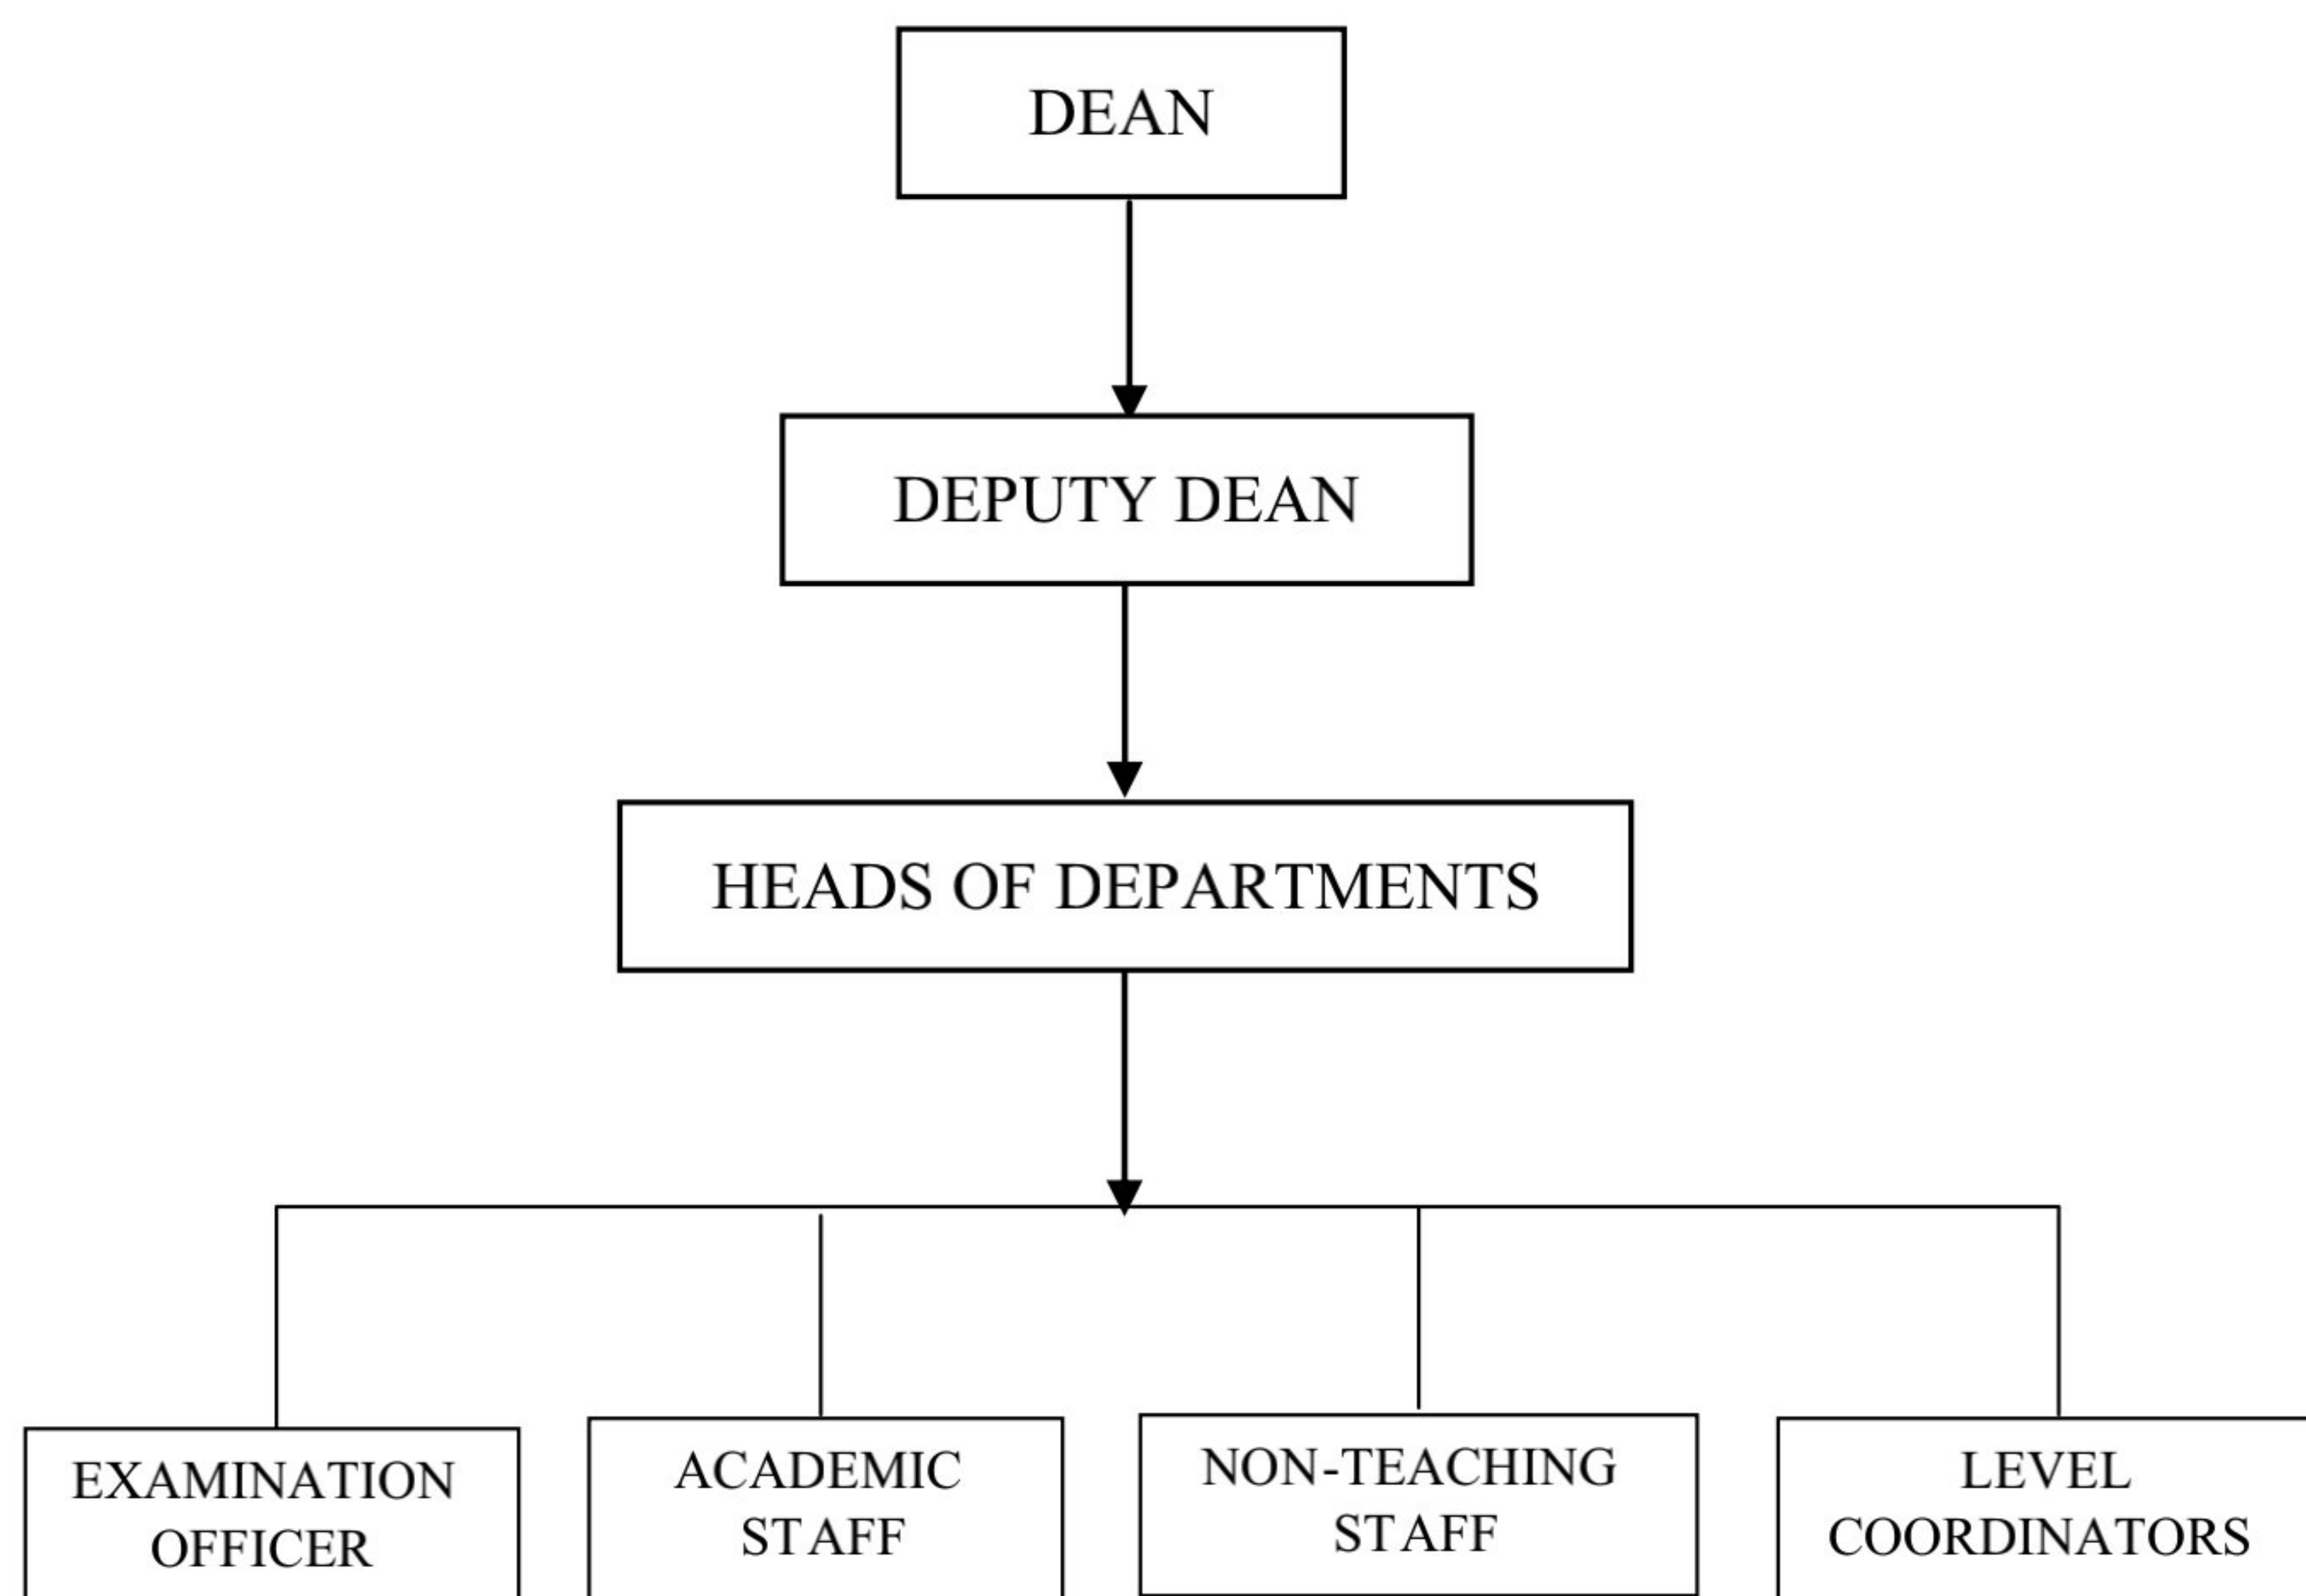 DEAN
DEPUTY DEAN
HEADS OF DEPARTMENTS
EXAMINATION
OFFICER
ACADEMIC
STAFF
NON-TEACHING
STAFF
LEVEL
COORDINATORS